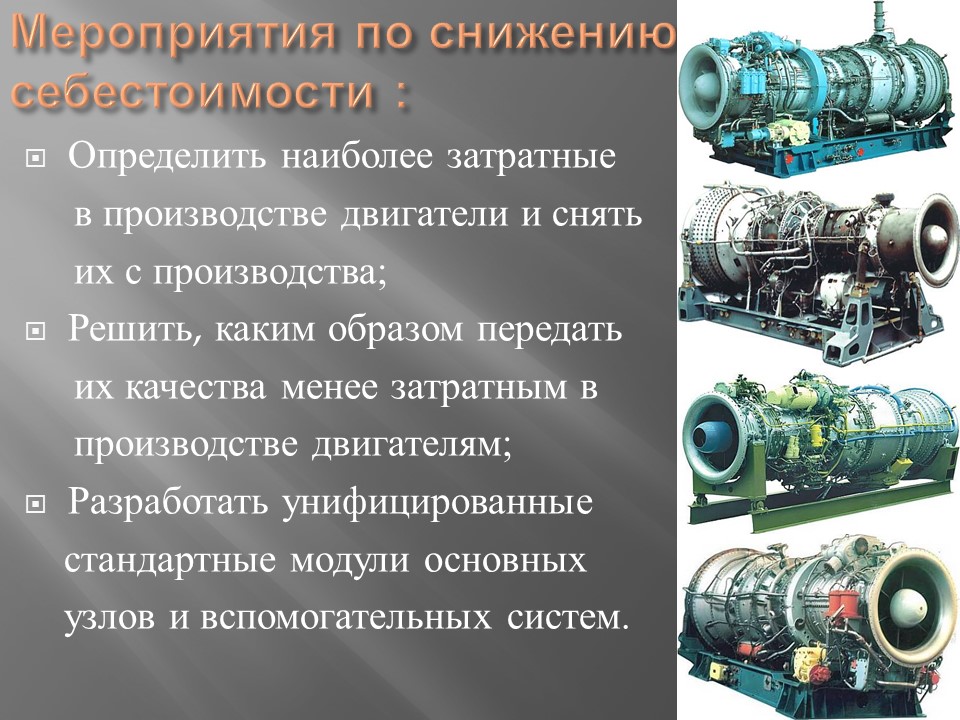 Мероприятия по снижению
себестоимости :
Определить наиболее затратные
в производстве двигатели и снять
их с производства;
Решить, каким образом передать
их качества менее затратным в
производстве двигателям;
Разработать унифицированные
стандартные модули основных
узлов и вспомогательных систем.